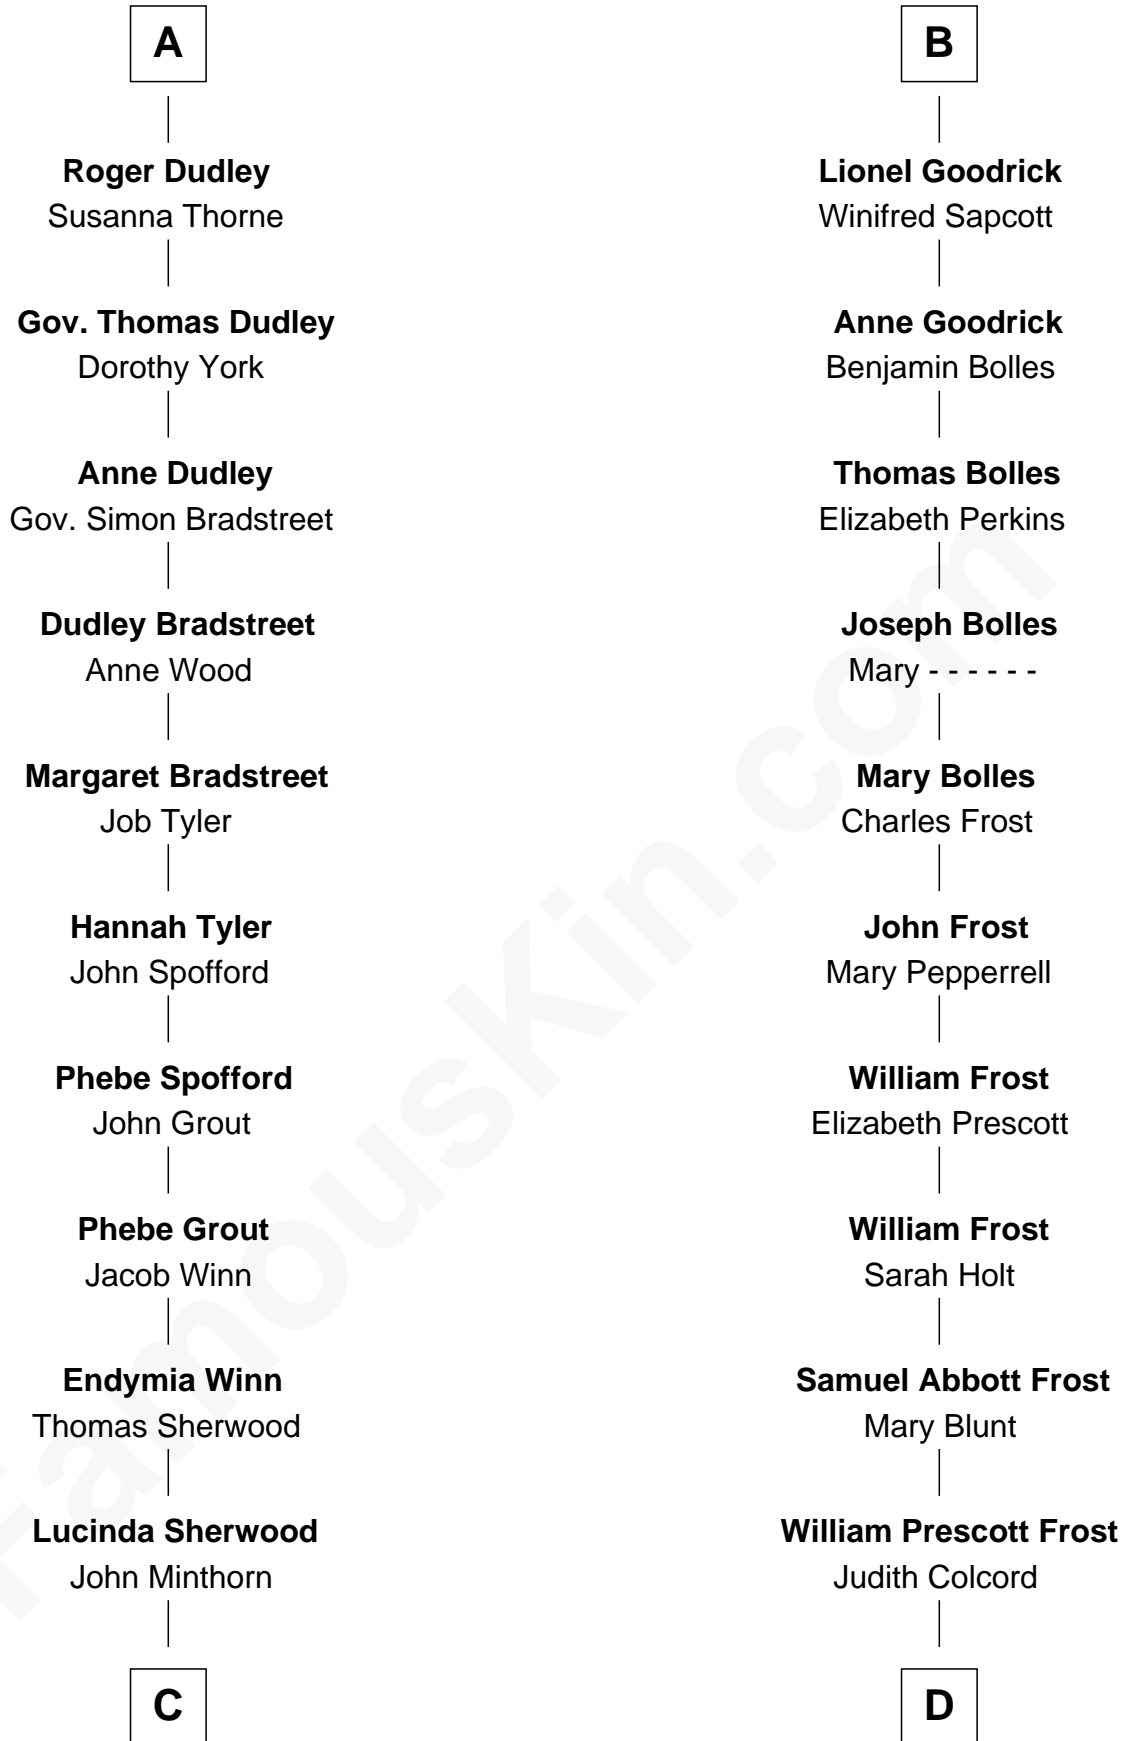 A
Roger Dudley
Susanna Thorne
Gov. Thomas Dudley
Dorothy York
Anne Dudley
Gov. Simon Bradstreet
Dudley Bradstreet
Anne Wood
Margaret Bradstreet
Job Tyler
Hannah Tyler
John Spofford
Phebe Spofford
John Grout
Phebe Grout
Jacob Winn
Endymia Winn
Thomas Sherwood
Lucinda Sherwood
John Minthorn
C
B
Lionel Goodrick
Winifred Sapcott
Anne Goodrick
Benjamin Bolles
Thomas Bolles
Elizabeth Perkins
Joseph Bolles
Mary - - - - - -
Mary Bolles
Charles Frost
John Frost
Mary Pepperrell
William Frost
Elizabeth Prescott
William Frost
Sarah Holt
Samuel Abbott Frost
Mary Blunt
William Prescott Frost
Judith Colcord
D
FamousKin.com